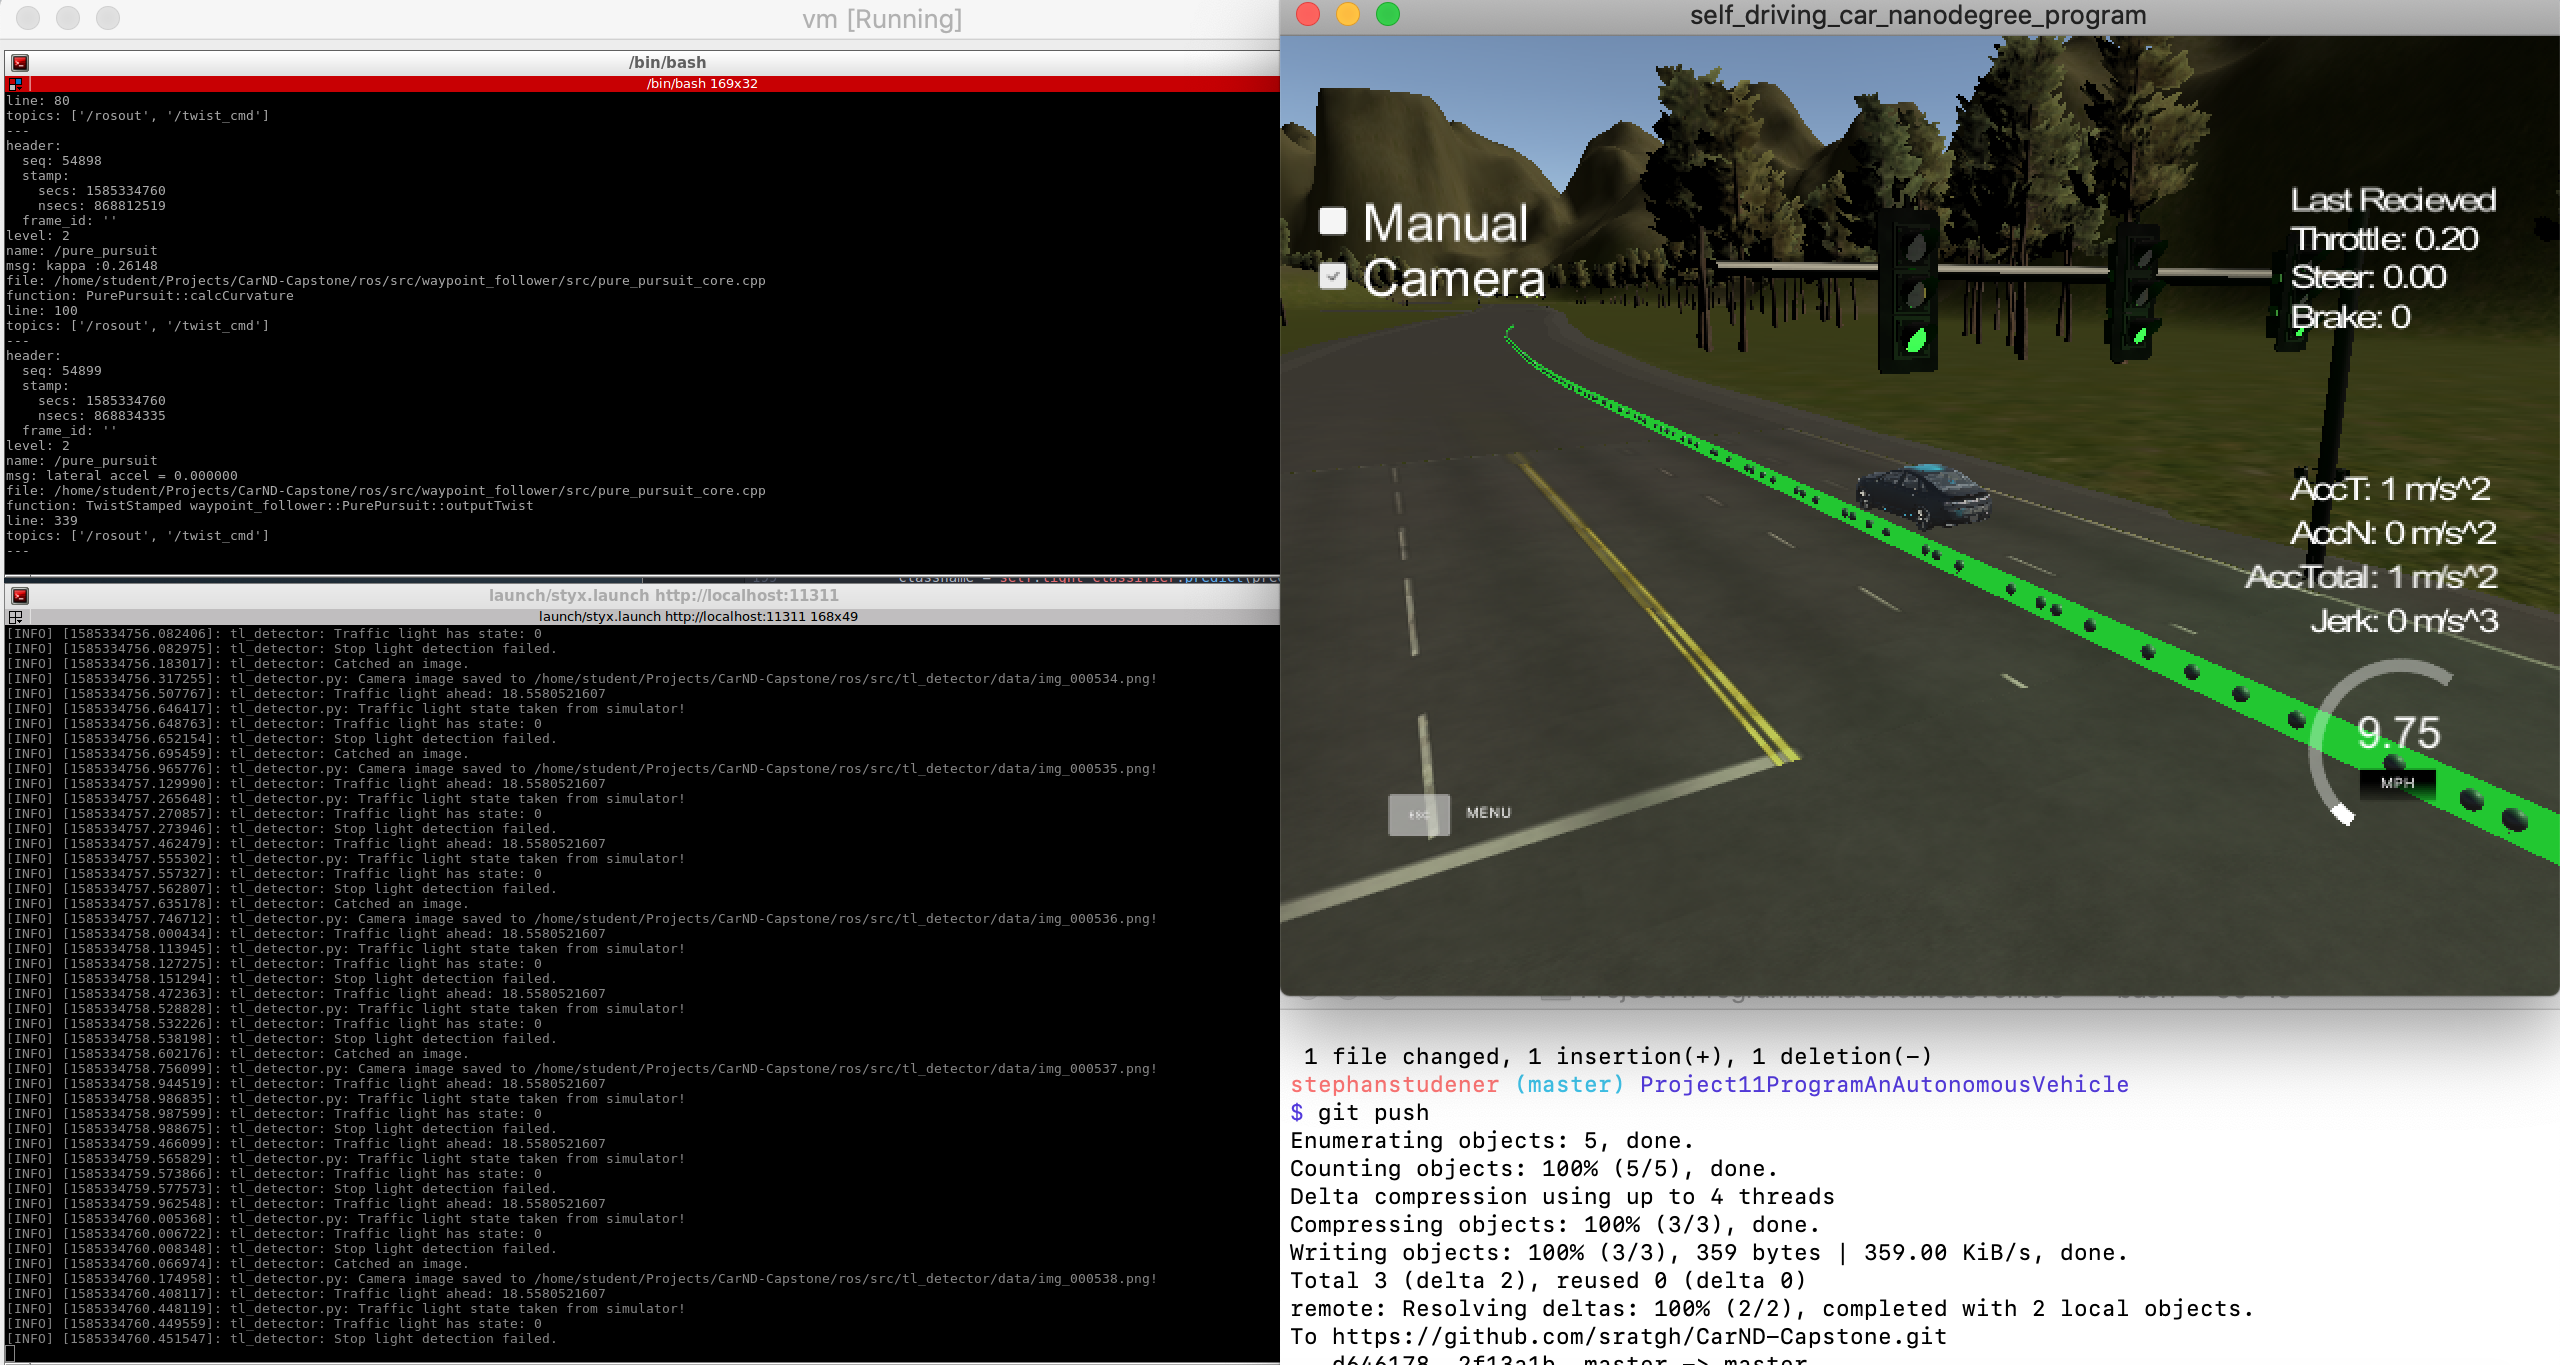 vm [Running]
/bin/bash
/bin/bash 169x32
line: 80
topics: ['/rosout', '/twist_cmd']
---
header:
  seq: 54898
  stamp:
    secs: 1585334760
    nsecs: 868812519
  frame_id: ''
level: 2
name: /pure_pursuit
msg: kappa :0.26148
file: /home/student/Projects/CarND-Capstone/ros/src/waypoint_follower/src/pure_pursuit_core.cpp
function: PurePursuit::calcCurvature
line: 100
topics: ['/rosout', '/twist_cmd']
---
header:
  seq: 54899
  stamp:
    secs: 1585334760
    nsecs: 868834335
  frame_id: ''
level: 2
name: /pure_pursuit
msg: lateral accel = 0.000000
file: /home/student/Projects/CarND-Capstone/ros/src/waypoint_follower/src/pure_pursuit_core.cpp
function: TwistStamped waypoint_follower::PurePursuit::outputTwist
line: 339
topics: ['/rosout', '/twist_cmd']
---
launch/styx.launch http://localhost:11311
launch/styx.launch http://localhost:11311 168x49
[INFO] [1585334756.082406]: tl_detector: Traffic light has state: 0
[INFO] [1585334756.082975]: tl_detector: Stop light detection failed.
[INFO] [1585334756.183017]: tl_detector: Catched an image.
[INFO] [1585334756.317255]: tl_detector.py: Camera image saved to /home/student/Projects/CarND-Capstone/ros/src/tl_detector/data/img_000534.png!
[INFO] [1585334756.507767]: tl_detector: Traffic light ahead: 18.5580521607
[INFO] [1585334756.646417]: tl_detector.py: Traffic light state taken from simulator!
[INFO] [1585334756.648763]: tl_detector: Traffic light has state: 0
[INFO] [1585334756.652154]: tl_detector: Stop light detection failed.
[INFO] [1585334756.695459]: tl_detector: Catched an image.
[INFO] [1585334756.965776]: tl_detector.py: Camera image saved to /home/student/Projects/CarND-Capstone/ros/src/tl_detector/data/img_000535.png!
[INFO] [1585334757.129990]: tl_detector: Traffic light ahead: 18.5580521607
[INFO] [1585334757.265648]: tl_detector.py: Traffic light state taken from simulator!
[INFO] [1585334757.270857]: tl_detector: Traffic light has state: 0
[INFO] [1585334757.273946]: tl_detector: Stop light detection failed.
[INFO] [1585334757.462479]: tl_detector: Traffic light ahead: 18.5580521607
[INFO] [1585334757.555302]: tl_detector.py: Traffic light state taken from simulator!
[INFO] [1585334757.557327]: tl_detector: Traffic light has state: 0
[INFO] [1585334757.562807]: tl_detector: Stop light detection failed.
[INFO] [1585334757.635178]: tl_detector: Catched an image.
[INFO] [1585334757.746712]: tl_detector.py: Camera image saved to /home/student/Projects/CarND-Capstone/ros/src/tl_detector/data/img_000536.png!
[INFO] [1585334758.000434]: tl_detector: Traffic light ahead: 18.5580521607
[INFO] [1585334758.113945]: tl_detector.py: Traffic light state taken from simulator!
[INFO] [1585334758.127275]: tl_detector: Traffic light has state: 0
[INFO] [1585334758.151294]: tl_detector: Stop light detection failed.
[INFO] [1585334758.472363]: tl_detector: Traffic light ahead: 18.5580521607
[INFO] [1585334758.528828]: tl_detector.py: Traffic light state taken from simulator!
[INFO] [1585334758.532226]: tl_detector: Traffic light has state: 0
[INFO] [1585334758.538198]: tl_detector: Stop light detection failed.
[INFO] [1585334758.602176]: tl_detector: Catched an image.
[INFO] [1585334758.756099]: tl_detector.py: Camera image saved to /home/student/Projects/CarND-Capstone/ros/src/tl_detector/data/img_000537.png!
[INFO] [1585334758.944519]: tl_detector: Traffic light ahead: 18.5580521607
[INFO] [1585334758.986835]: tl_detector.py: Traffic light state taken from simulator!
[INFO] [1585334758.987599]: tl_detector: Traffic light has state: 0
[INFO] [1585334758.988675]: tl_detector: Stop light detection failed.
[INFO] [1585334759.466099]: tl_detector: Traffic light ahead: 18.5580521607
[INFO] [1585334759.565829]: tl_detector.py: Traffic light state taken from simulator!
[INFO] [1585334759.573866]: tl_detector: Traffic light has state: 0
[INFO] [1585334759.577573]: tl_detector: Stop light detection failed.
[INFO] [1585334759.962548]: tl_detector: Traffic light ahead: 18.5580521607
[INFO] [1585334760.005368]: tl_detector.py: Traffic light state taken from simulator!
[INFO] [1585334760.006722]: tl_detector: Traffic light has state: 0
[INFO] [1585334760.008348]: tl_detector: Stop light detection failed.
[INFO] [1585334760.066974]: tl_detector: Catched an image.
[INFO] [1585334760.174958]: tl_detector.py: Camera image saved to /home/student/Projects/CarND-Capstone/ros/src/tl_detector/data/img_000538.png!
[INFO] [1585334760.408117]: tl_detector: Traffic light ahead: 18.5580521607
[INFO] [1585334760.448119]: tl_detector.py: Traffic light state taken from simulator!
[INFO] [1585334760.449559]: tl_detector: Traffic light has state: 0
[INFO] [1585334760.451547]: tl_detector: Stop light detection failed.
self_driving_car_nanodegree_program
Manual
Camera
Last Recieved
Throttle: 0.20
Steer: 0.00
Brake: 0
AccT: 1 m/s^2
AccN: 0 m/s^2
AccTotal: 1 m/s^2
Jerk: 0 m/s^3
9.75
MPH
ESC MENU
1 file changed, 1 insertion(+), 1 deletion(-)
stephanstudener (master) Project11ProgramAnAutonomousVehicle
$ git push
Enumerating objects: 5, done.
Counting objects: 100% (5/5), done.
Delta compression using up to 4 threads
Compressing objects: 100% (3/3), done.
Writing objects: 100% (3/3), 359 bytes | 359.00 KiB/s, done.
Total 3 (delta 2), reused 0 (delta 0)
remote: Resolving deltas: 100% (2/2), completed with 2 local objects.
To https://github.com/sratgh/CarND-Capstone.git
d646178..2f13a1b master -> master